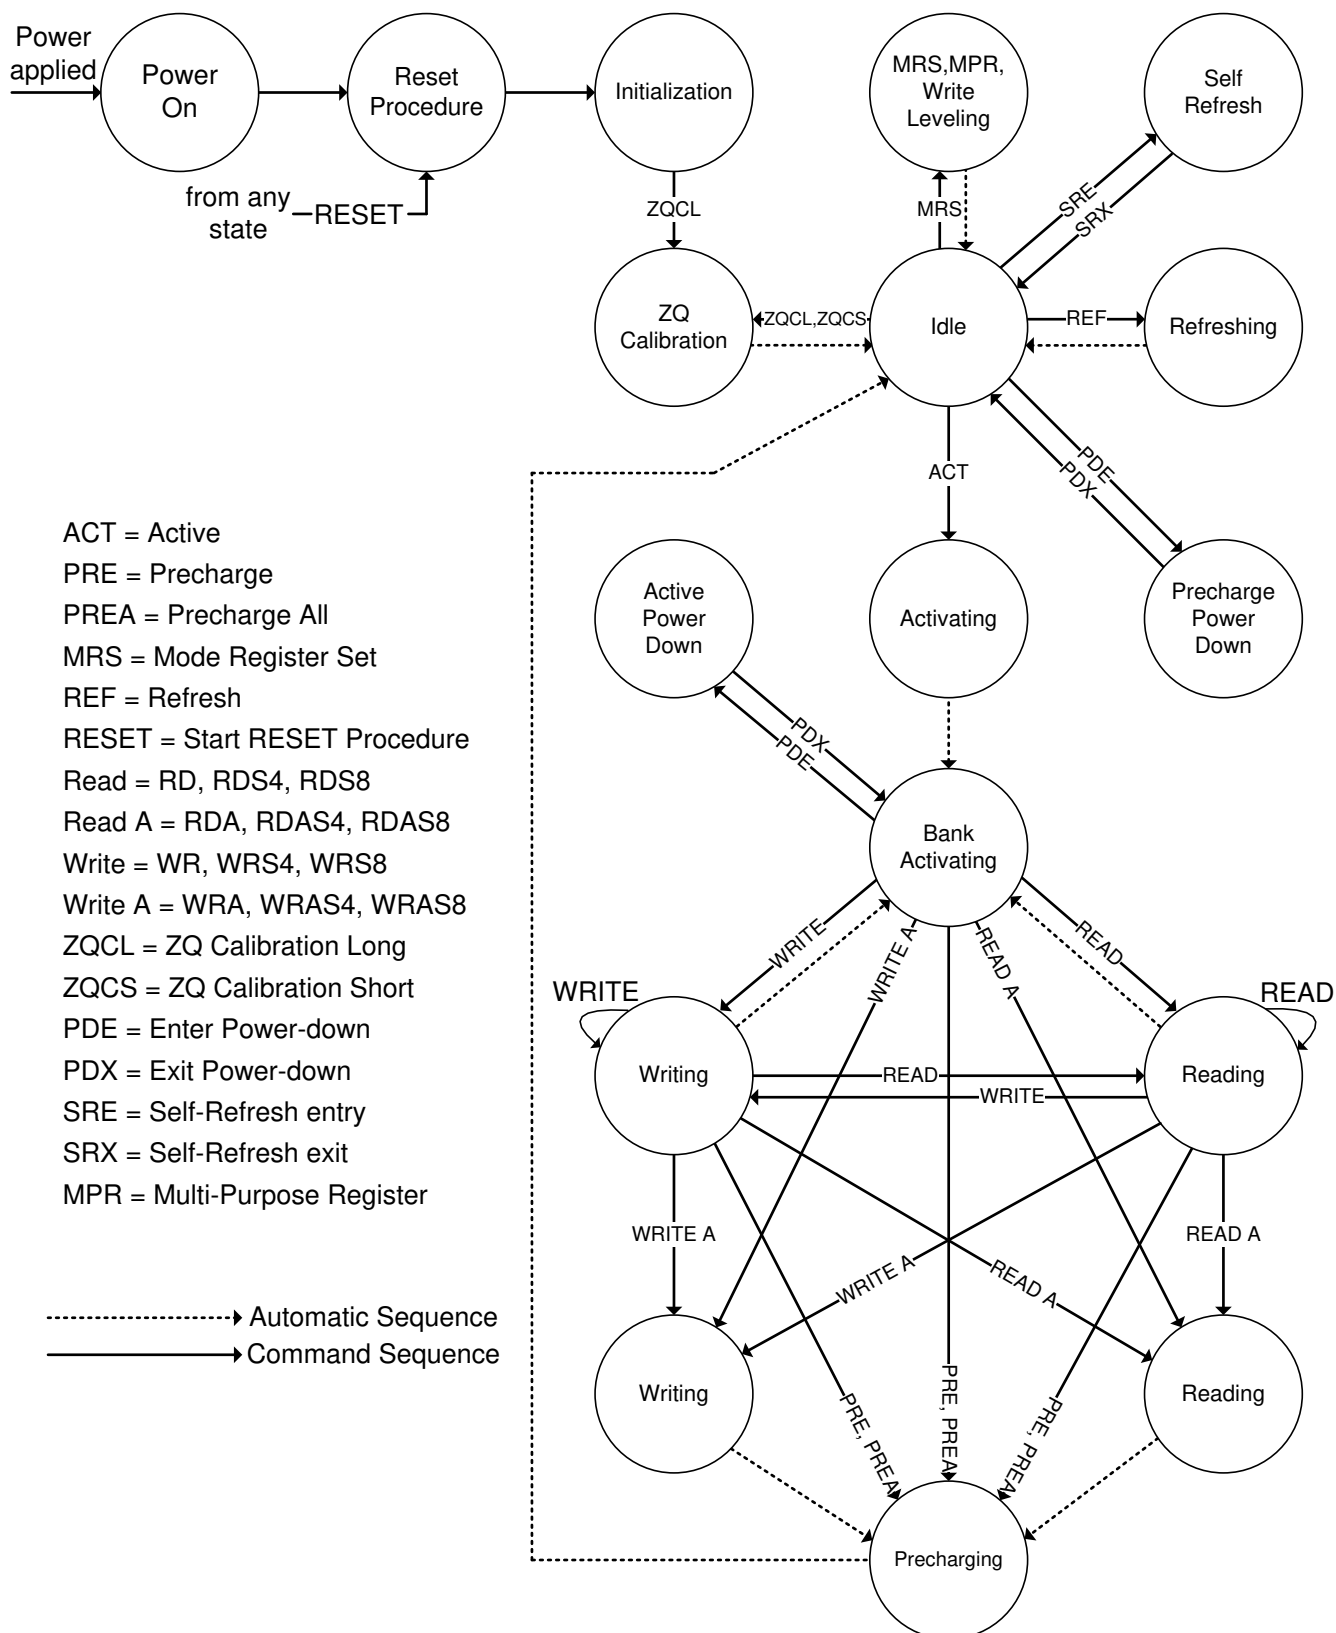 Power
applied
Power
On
Reset
Procedure
Initialization
MRS,MPR,
Write
Leveling
Self
Refresh
from any
state
RESET
ZQCL
MRS
SRE
SRX
ZQ
Calibration
ZQCL,ZQCS
Idle
REF
Refreshing
ACT
PDE
PDX
ACT = Active
PRE = Precharge
PREA = Precharge All
MRS = Mode Register Set
REF = Refresh
RESET = Start RESET Procedure
Read = RD, RDS4, RDS8
Read A = RDA, RDAS4, RDAS8
Write = WR, WRS4, WRS8
Write A = WRA, WRAS4, WRAS8
ZQCL = ZQ Calibration Long
ZQCS = ZQ Calibration Short
PDE = Enter Power-down
PDX = Exit Power-down
SRE = Self-Refresh entry
SRX = Self-Refresh exit
MPR = Multi-Purpose Register
Automatic Sequence
Command Sequence
Active
Power
Down
Activating
Precharge
Power
Down
PDX
PDE
Bank
Activating
WRITE
WRITE A
READ A
READ
WRITE
READ
Writing
READ
WRITE
Reading
WRITE A
WRITE A
READ A
READ A
Writing
PRE, PREA
PRE, PREA
PRE, PREA
Reading
Precharging